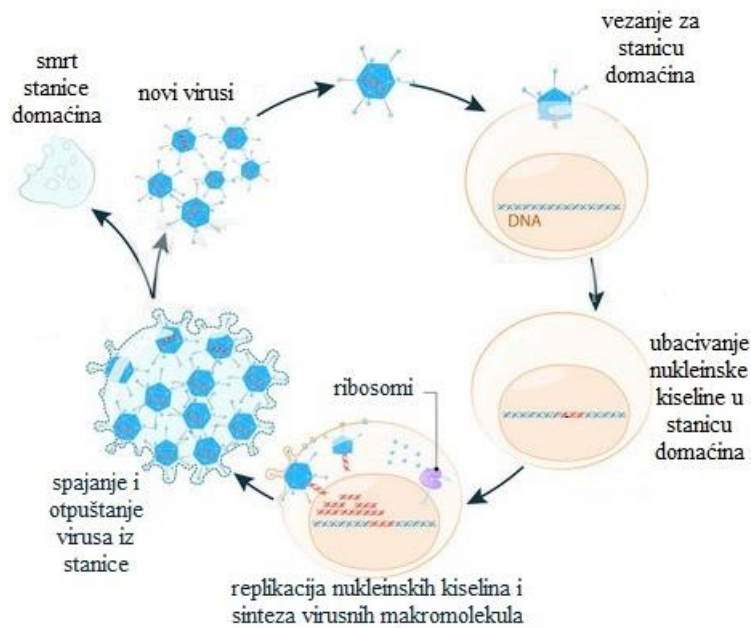 smrt
stanice
domaćina
novi virusi
vezanje za
stanicu
domaćina
DNA
ubacivanje
nukleinske
kiseline u
stanicu
domaćina
ribosomi
replikacija nukleinskih kiselina i
sinteza virusnih makromolekula
spajanje i
otpuštanje
virusa iz
stanice